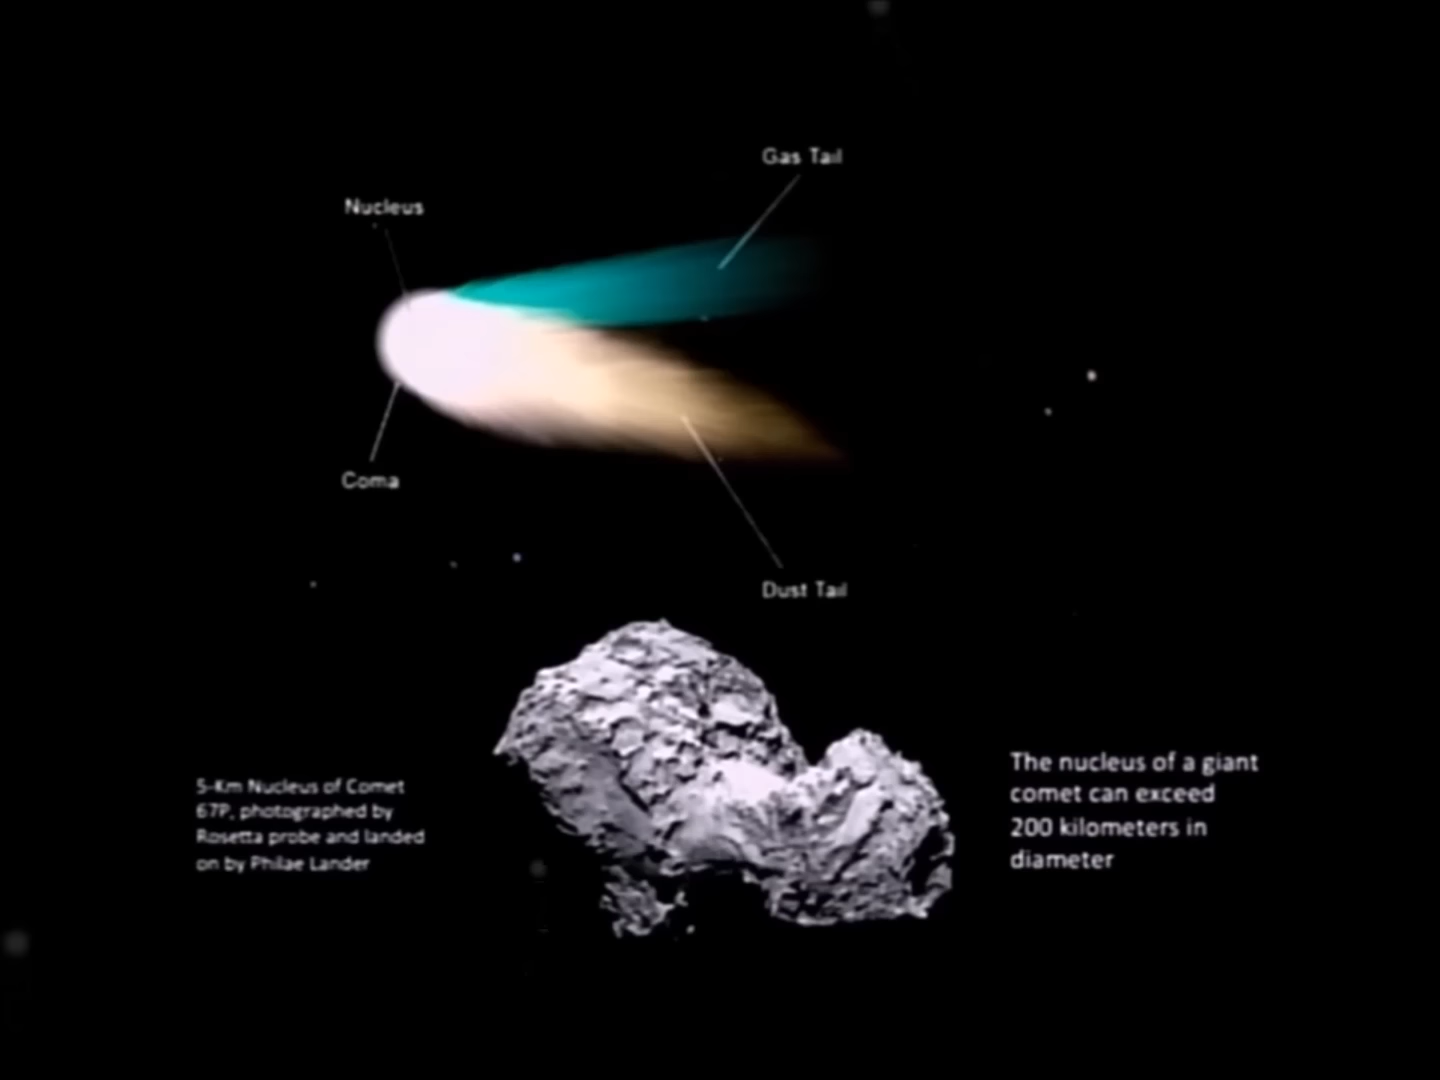 Gas Tail
Nucleus
Coma
Dust Tail
5-Km Nucleus of Comet
67P, photographed by
Rosetta probe and landed
on by Philae Lander
The nucleus of a giant
comet can exceed
200 kilometers in
diameter